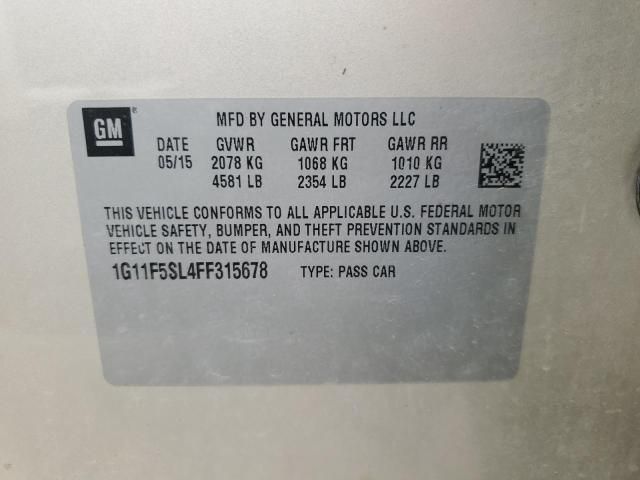 GM
®
MFD BY GENERAL MOTORS LLC
DATE GVWR GAWR FRT GAWR RR
05/15 2078 KG 1068 KG 1010 KG
4581 LB 2354 LB 2227 LB
THIS VEHICLE CONFORMS TO ALL APPLICABLE U.S. FEDERAL MOTOR
VEHICLE SAFETY, BUMPER, AND THEFT PREVENTION STANDARDS IN
EFFECT ON THE DATE OF MANUFACTURE SHOWN ABOVE.
1G11F5SL4FF315678 TYPE: PASS CAR